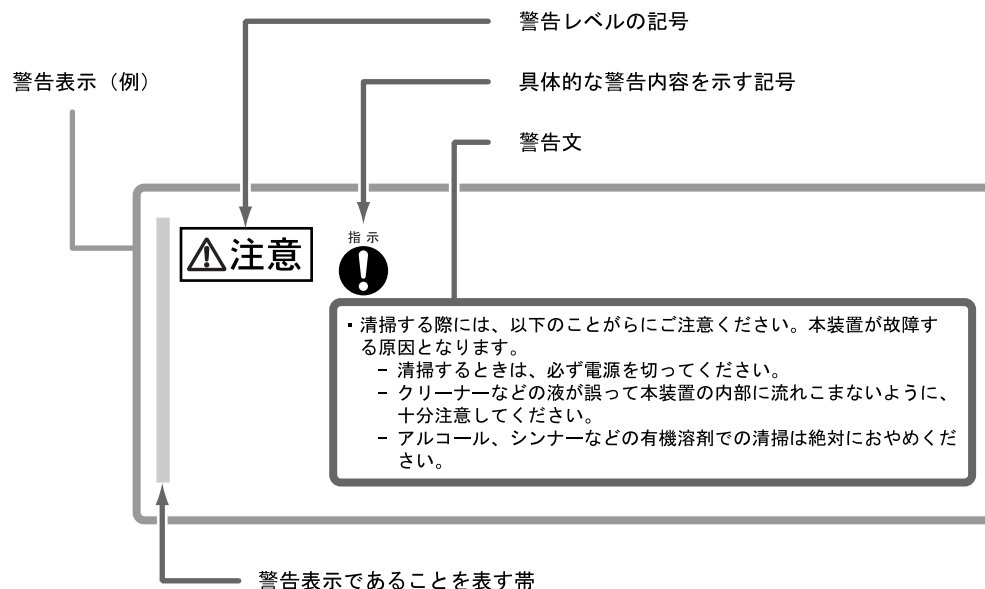 警告レベルの記号
警告表示（例）
具体的な警告内容を示す記号
警告文
注意
指示
・清掃する際には、以下のことがらにご注意ください。本装置が故障す
る原因となります。
− 清掃するときは、必ず電源を切ってください。
− クリーナーなどの液が誤って本装置の内部に流れこまないように、
十分注意してください。
− アルコール、シンナーなどの有機溶剤での清掃は絶対におやめくだ
さい。
警告表示であることを表す帯